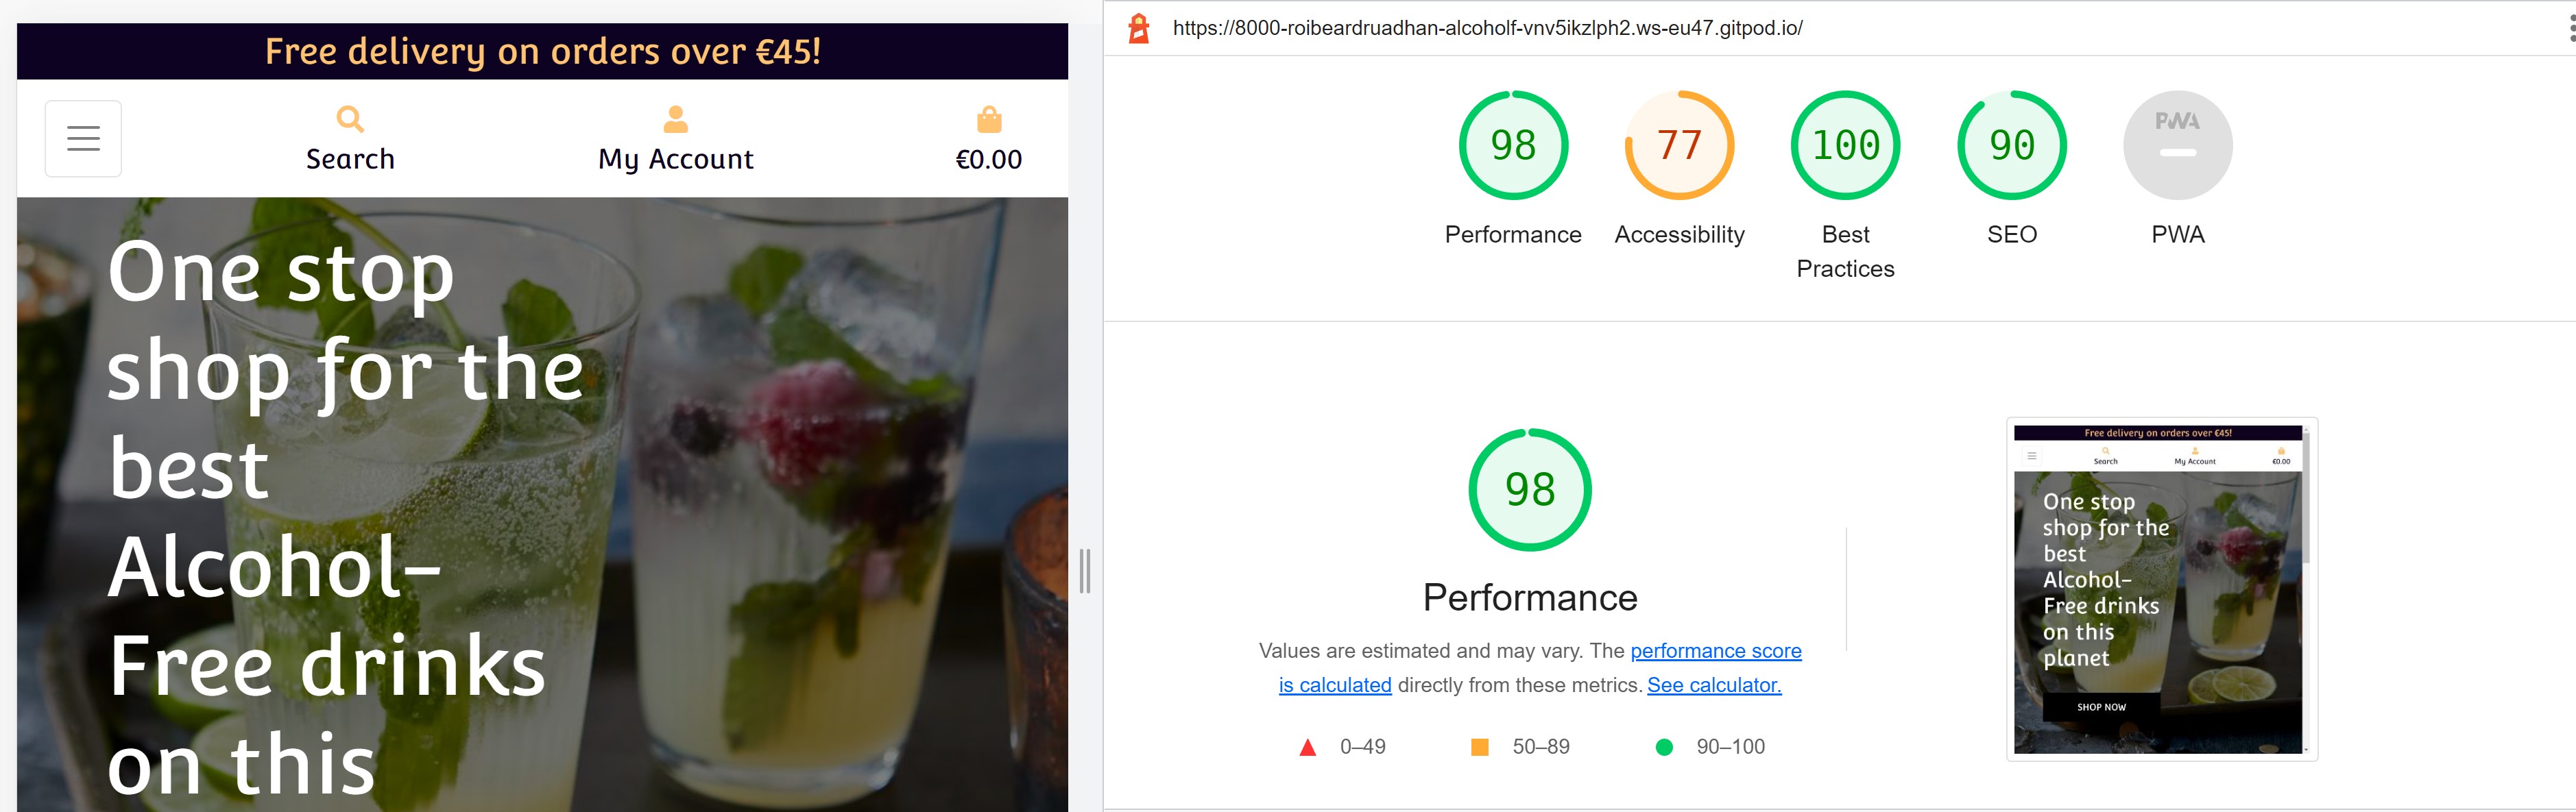 Free delivery on orders over €45!
Search
My Account
€0.00
One stop
shop for the
best
Alcohol-
Free drinks
on this
https://8000-roibeardruadhan-alcoholf-vnv5ikzlph2.ws-eu47.gitpod.io/
98
77
100
90
PWA
Performance
Accessibility
Best
Practices
SEO
PWA
98
Performance
Values are estimated and may vary. The performance score
is calculated directly from these metrics. See calculator.
0–49
50–89
90–100
Free delivery on orders over €45!
Search
My Account
€0.00
One stop
shop for the
best
Alcohol-
Free drinks
on this
planet
SHOP NOW